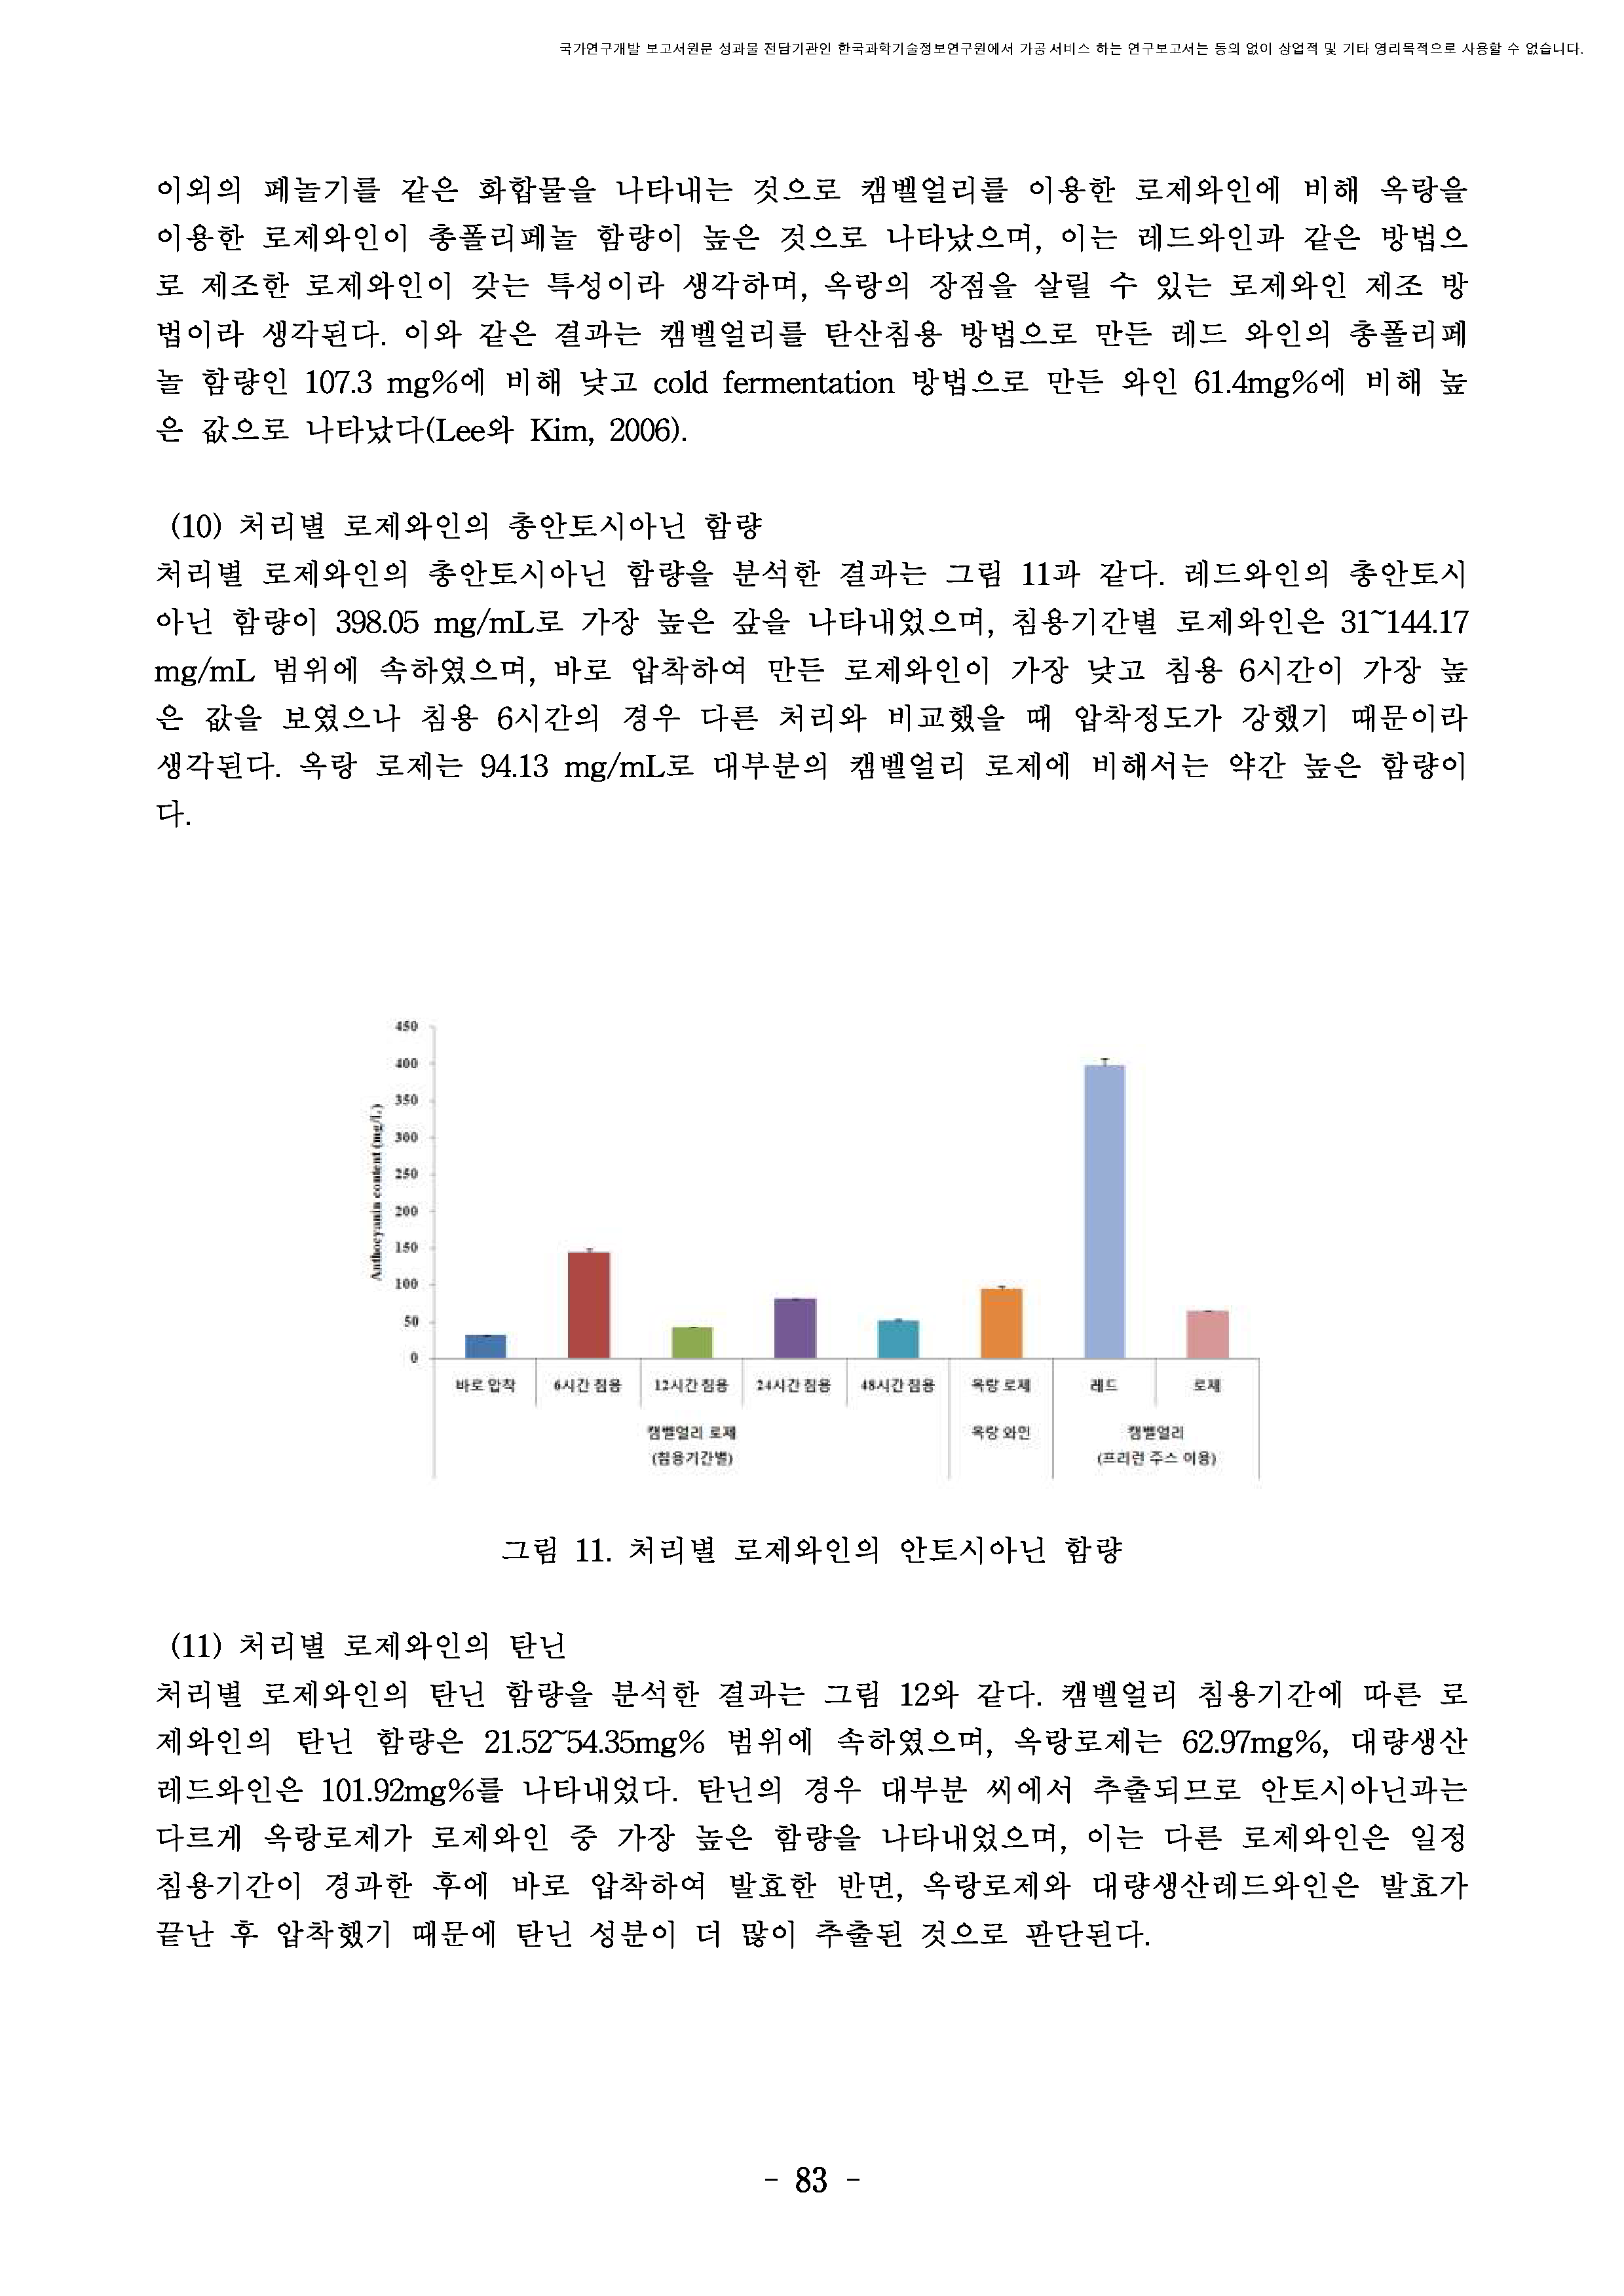 국가연구개발 보고서원문 성과물 전담기관인 한국과학기술정보연구원에서 가공·서비스 하는 연구보고서는 동의 없이 상업적 및 기타 영리목적으로 사용할 수 없습니다.
이외의 페놀기를 같은 화합물을 나타내는 것으로 캠벨얼리를 이용한 로제와인에 비해 옥랑을
이용한 로제와인이 총폴리페놀 함량이 높은 것으로 나타났으며, 이는 레드와인과 같은 방법으
로 제조한 로제와인이 갖는 특성이라 생각하며, 옥랑의 장점을 살릴 수 있는 로제와인 제조 방
법이라 생각된다. 이와 같은 결과는 캠벨얼리를 탄산침용 방법으로 만든 레드 와인의 총폴리페
놀 함량인 107.3 mg%에 비해 낮고 cold fermentation 방법으로 만든 와인 61.4mg%에 비해 높
은 값으로 나타났다(Lee와 Kim, 2006).
(10) 처리별 로제와인의 총안토시아닌 함량
처리별 로제와인의 총안토시아닌 함량을 분석한 결과는 그림 11과 같다. 레드와인의 총안토시
아닌 함량이 398.05 mg/mL로 가장 높은 값을 나타내었으며, 침용기간별 로제와인은 31~144.17
mg/mL 범위에 속하였으며, 바로 압착하여 만든 로제와인이 가장 낮고 침용 6시간이 가장 높
은 값을 보였으나 침용 6시간의 경우 다른 처리와 비교했을 때 압착정도가 강했기 때문이라
생각된다. 옥랑 로제는 94.13 mg/mL로 대부분의 캠벨얼리 로제에 비해서는 약간 높은 함량이
다.
450
400
350
300
250
200
150
100
50
0
Anthocyanin content (mg/L)
바로 압착 6시간 침용 12시간 침용 24시간 침용 48시간 침용 옥랑 로제 레드 로제
캠벨얼리 로제 옥랑 와인 캠벨얼리
(침용기간별) (프리런 주스 이용)
그림 11. 처리별 로제와인의 안토시아닌 함량
(11) 처리별 로제와인의 탄닌
처리별 로제와인의 탄닌 함량을 분석한 결과는 그림 12와 같다. 캠벨얼리 침용기간에 따른 로
제와인의 탄닌 함량은 21.52~54.35mg% 범위에 속하였으며, 옥랑로제는 62.97mg%, 대량생산
레드와인은 101.92mg%를 나타내었다. 탄닌의 경우 대부분 씨에서 추출되므로 안토시아닌과는
다르게 옥랑로제가 로제와인 중 가장 높은 함량을 나타내었으며, 이는 다른 로제와인은 일정
침용기간이 경과한 후에 바로 압착하여 발효한 반면, 옥랑로제와 대량생산레드와인은 발효가
끝난 후 압착했기 때문에 탄닌 성분이 더 많이 추출된 것으로 판단된다.
- 83 -